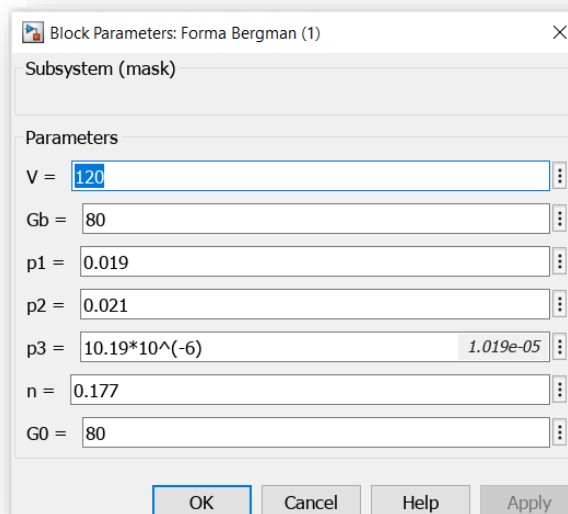 Block Parameters: Forma Bergman (1)
Subsystem (mask)
Parameters
V = 120
Gb = 80
p1 = 0.019
p2 = 0.021
p3 = 10.19*10^(-6) 1.019e-05
n = 0.177
G0 = 80
OK Cancel Help Apply